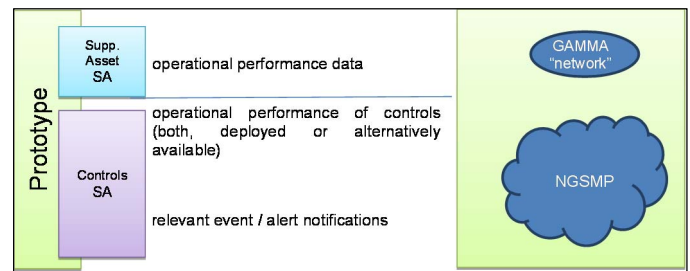 Prototype
Supp.
Asset
SA
operational performance data
operational performance of controls
(both, deployed or alternatively
available)
Controls
SA
relevant event / alert notifications
GAMMA
"network"
NGSMP